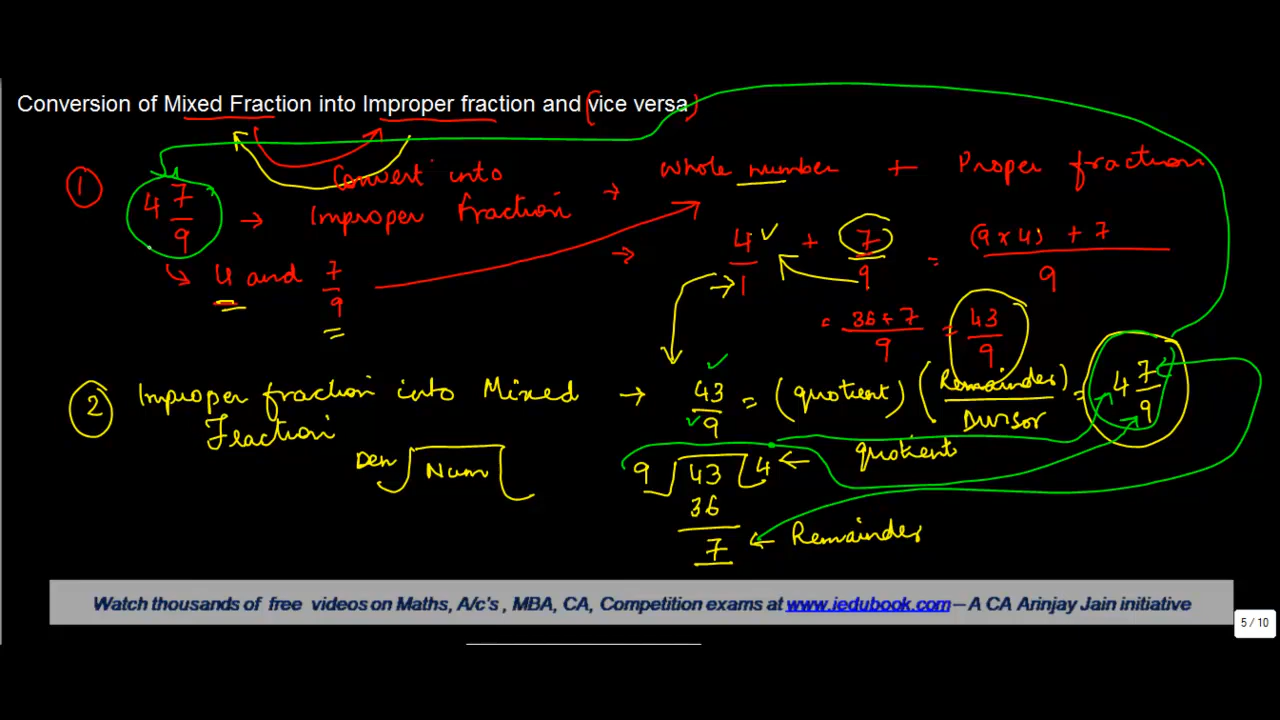 Conversion of Mixed Fraction into Improper fraction and (vice versa)
① 4 7/9 → Convert into Improper Fraction → Whole number + Proper fraction
↳ 4 and 7/9 → 4/1 ✓ + 7/9 = (9 x 4) + 7 / 9
= 36 + 7 / 9 = 43/9
② Improper fraction into Mixed Fraction → 43/9 = (quotient) (Remainder / Divisor) = 4 7/9
Den Num
9 43 4 ← quotient
36
7 ← Remainder
Watch thousands of free videos on Maths, A/c's , MBA, CA, Competition exams at www.iedubook.com – A CA Arinjay Jain initiative
5 / 10